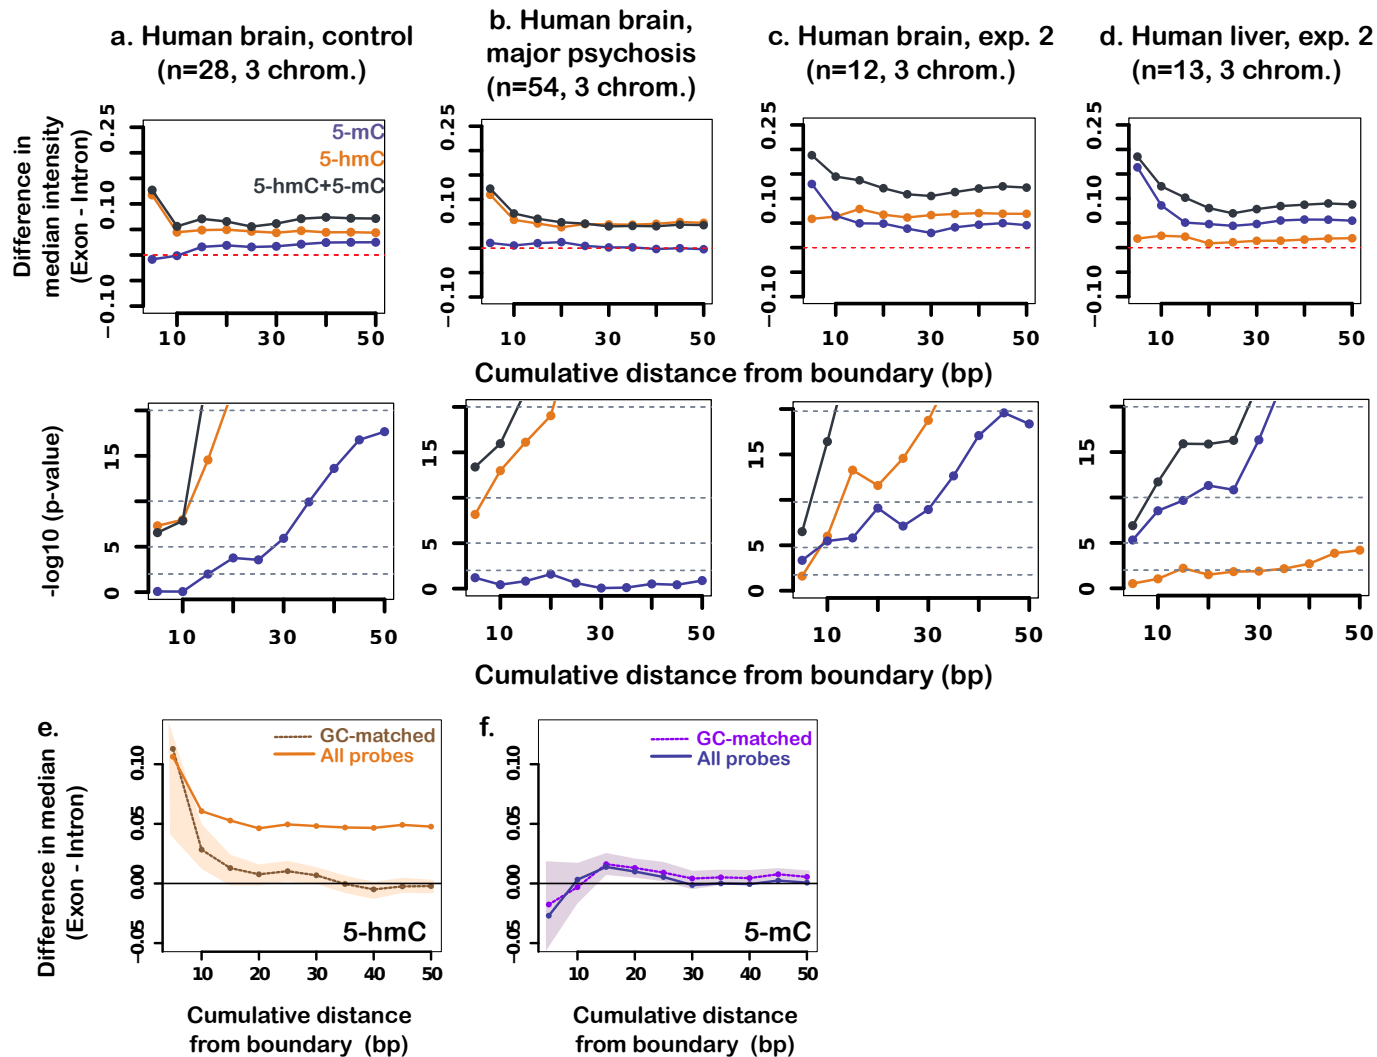 a. Human brain, control
(n=28, 3 chrom.)
b. Human brain,
major psychosis
(n=54, 3 chrom.)
c. Human brain, exp. 2
(n=12, 3 chrom.)
d. Human liver, exp. 2
(n=13, 3 chrom.)
Difference in
median intensity
(Exon - Intron)
0.25
0.10
−0.10
5-mC
5-hmC
5-hmC+5-mC
10
30
50
0.25
0.10
−0.10
10
30
50
0.25
0.10
−0.10
10
30
50
0.25
0.10
−0.10
10
30
50
Cumulative distance from boundary (bp)
-log10 (p-value)
15
5
0
10
30
50
15
5
0
10
30
50
15
5
0
10
30
50
15
5
0
10
30
50
Cumulative distance from boundary (bp)
e.
Difference in median
(Exon - Intron)
0.10
0.05
0.00
−0.05
GC-matched
All probes
5-hmC
10
20
30
40
50
Cumulative distance
from boundary (bp)
f.
0.10
0.05
0.00
−0.05
GC-matched
All probes
5-mC
10
20
30
40
50
Cumulative distance
from boundary (bp)